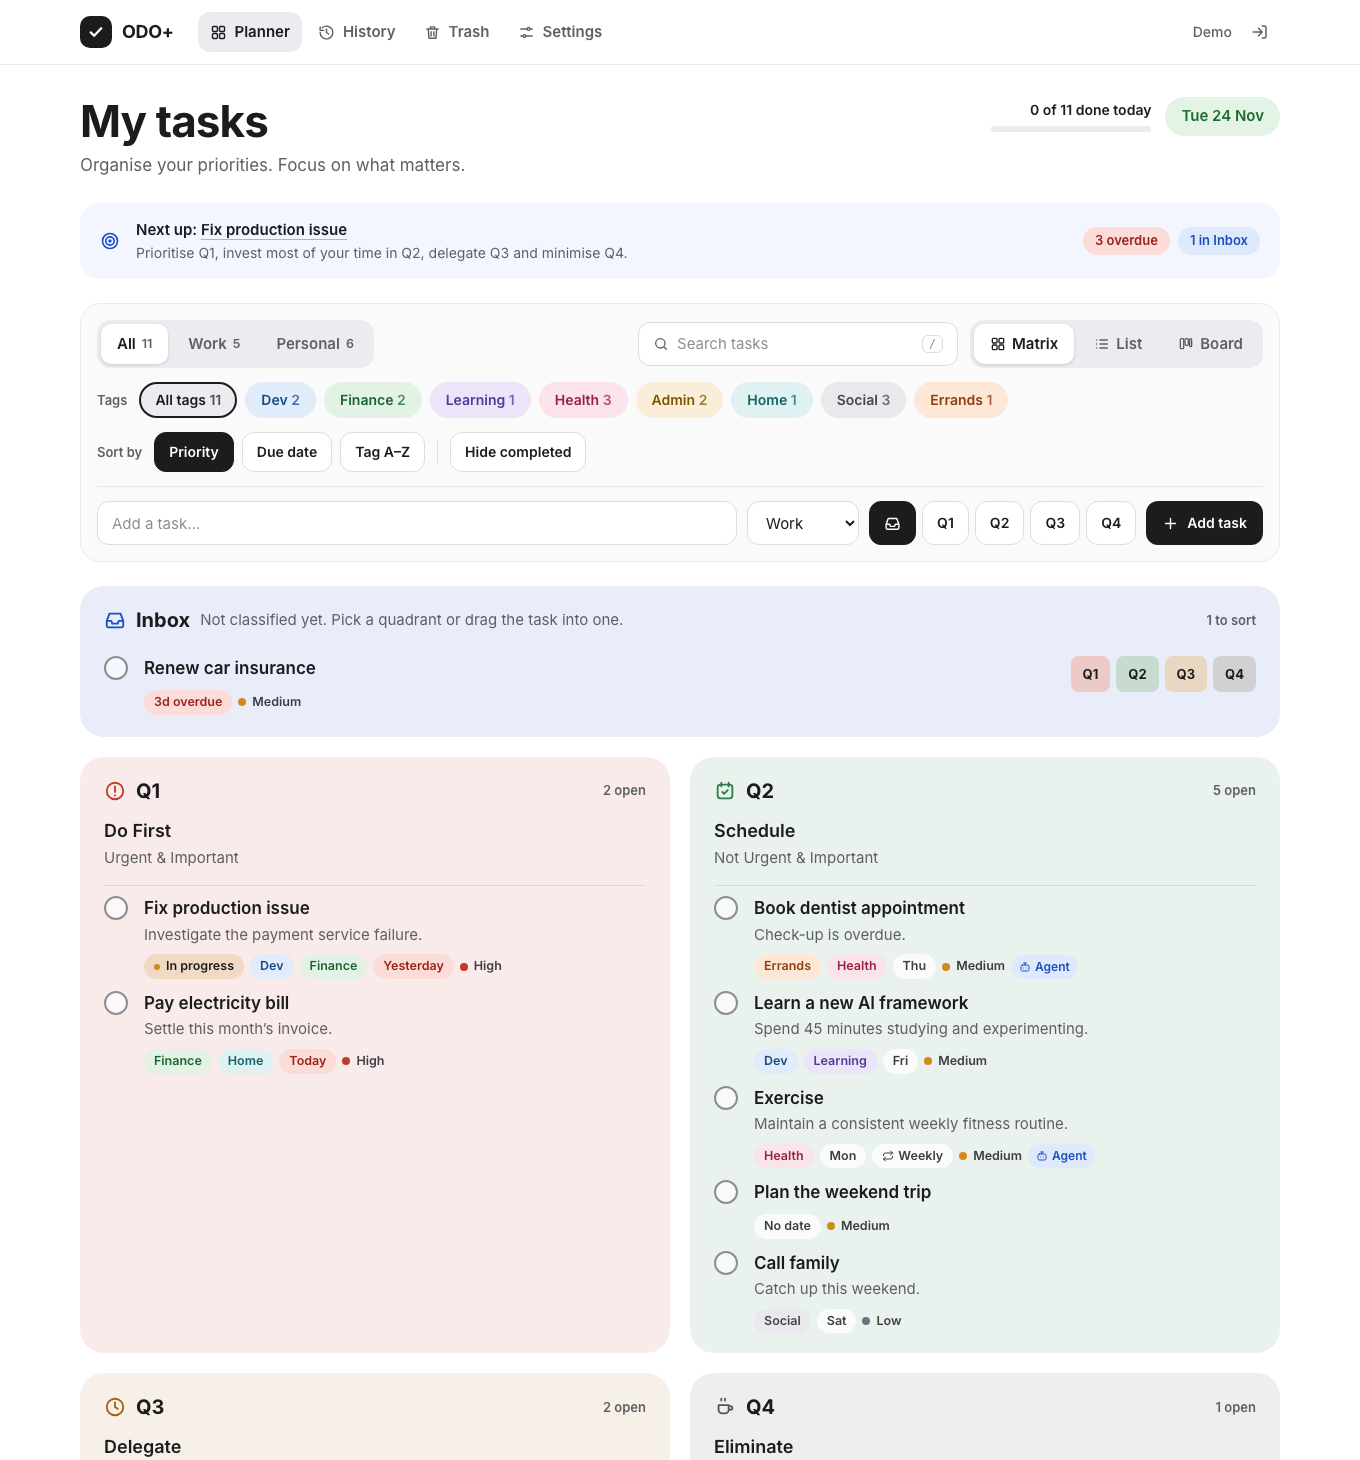 ODO+ Planner History Trash Settings Demo
My tasks
0 of 11 done today Tue 24 Nov
Organise your priorities. Focus on what matters.
Next up: Fix production issue
Prioritise Q1, invest most of your time in Q2, delegate Q3 and minimise Q4.
3 overdue 1 in Inbox
All 11 Work 5 Personal 6 Search tasks / Matrix List Board
Tags All tags 11 Dev 2 Finance 2 Learning 1 Health 3 Admin 2 Home 1 Social 3 Errands 1
Sort by Priority Due date Tag A–Z Hide completed
Add a task... Work Q1 Q2 Q3 Q4 Add task
Inbox Not classified yet. Pick a quadrant or drag the task into one. 1 to sort
Renew car insurance Q1 Q2 Q3 Q4
3d overdue Medium
Q1 2 open
Do First
Urgent & Important
Fix production issue
Investigate the payment service failure.
In progress Dev Finance Yesterday High
Pay electricity bill
Settle this month's invoice.
Finance Home Today High
Q2 5 open
Schedule
Not Urgent & Important
Book dentist appointment
Check-up is overdue.
Errands Health Thu Medium Agent
Learn a new AI framework
Spend 45 minutes studying and experimenting.
Dev Learning Fri Medium
Exercise
Maintain a consistent weekly fitness routine.
Health Mon Weekly Medium Agent
Plan the weekend trip
No date Medium
Call family
Catch up this weekend.
Social Sat Low
Q3 2 open
Delegate
Q4 1 open
Eliminate